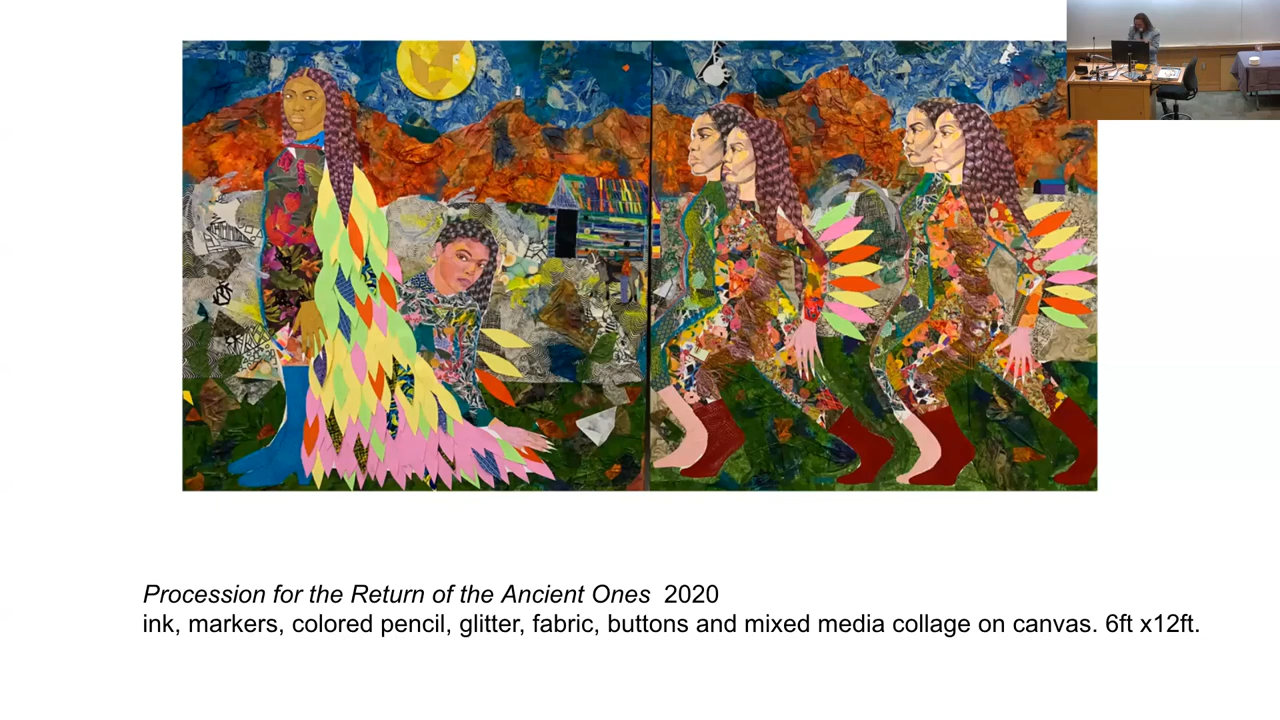 Procession for the Return of the Ancient Ones 2020
ink, markers, colored pencil, glitter, fabric, buttons and mixed media collage on canvas. 6ft x12ft.